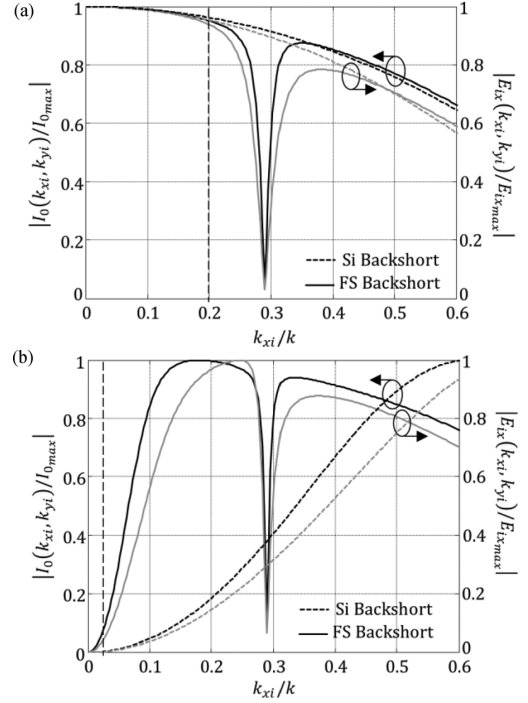 (a)
|I₀(kₓᵢ, kᵧᵢ)/I₀ₘₐₓ|
|Eᵢₓ(kₓᵢ, kᵧᵢ)/Eᵢₓₘₐₓ|
1
0.8
0.6
0.4
0.2
0
1
0.8
0.6
0.4
0.2
0
Si Backshort
FS Backshort
0 0.1 0.2 0.3 0.4 0.5 0.6
kₓᵢ/k
(b)
|I₀(kₓᵢ, kᵧᵢ)/I₀ₘₐₓ|
|Eᵢₓ(kₓᵢ, kᵧᵢ)/Eᵢₓₘₐₓ|
1
0.8
0.6
0.4
0.2
0
1
0.8
0.6
0.4
0.2
0
Si Backshort
FS Backshort
0 0.1 0.2 0.3 0.4 0.5 0.6
kₓᵢ/k